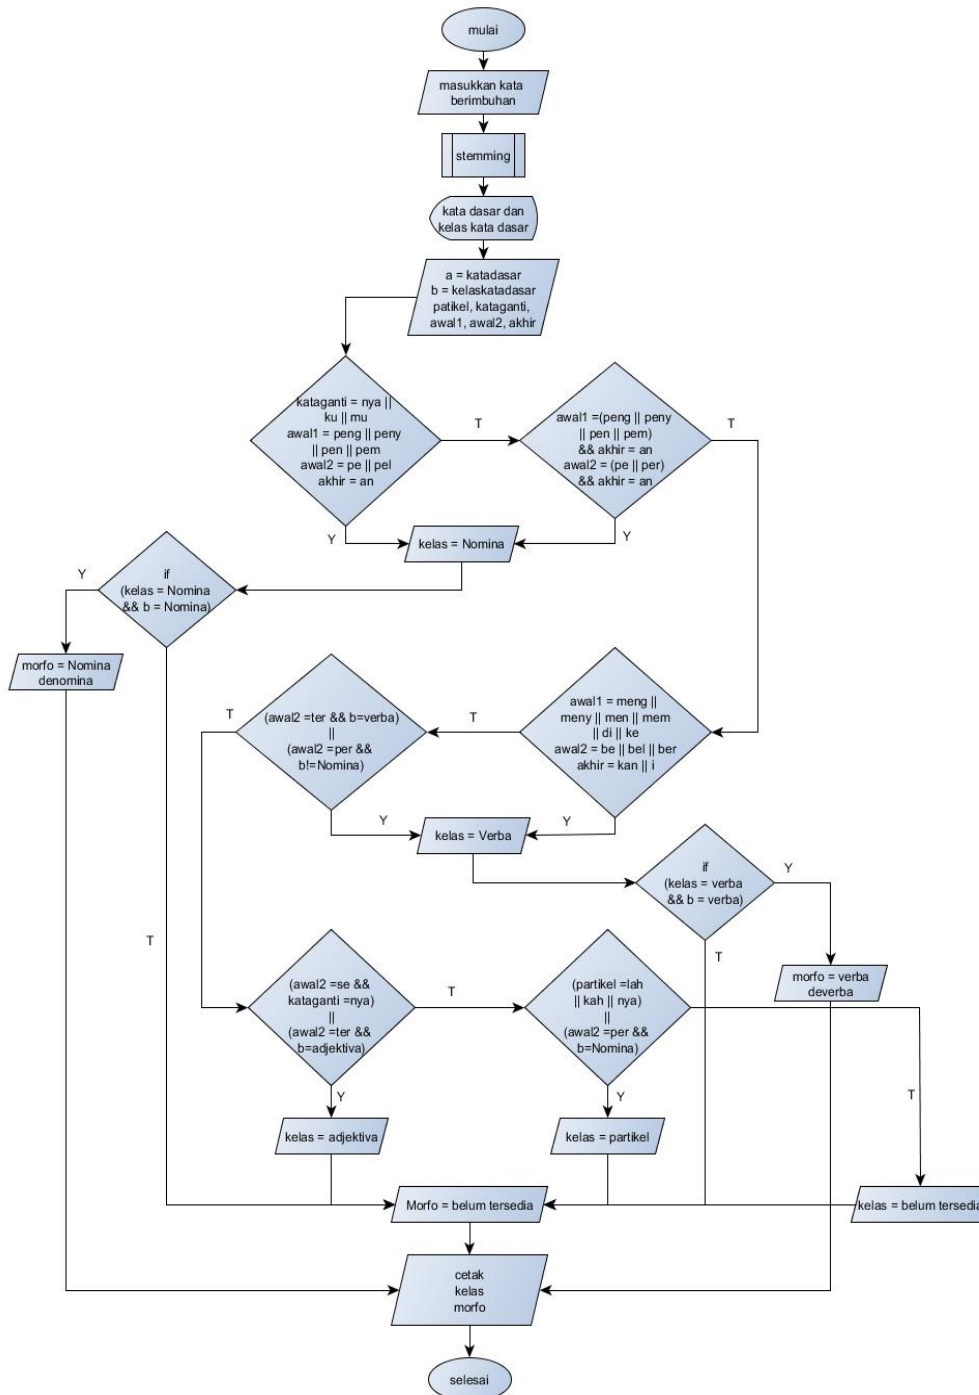 mulai
masukkan kata
berimbuhan
stemming
kata dasar dan
kelas kata dasar
a = katadasar
b = kelaskatadasar
patikel, kataganti,
awal1, awal2, akhir
kataganti = nya ||
ku || mu
awal1 = peng || peny
|| pen || pem
awal2 = pe || pel
akhir = an
T
awal1 =(peng || peny
|| pen || pem)
&& akhir = an
awal2 = (pe || per)
&& akhir = an
T
Y
kelas = Nomina
Y
Y
if
(kelas = Nomina
&& b = Nomina)
morfo = Nomina
denomina
T
(awal2 =ter && b=verba)
||
(awal2 =per &&
b!=Nomina)
T
awal1 = meng ||
meny || men || mem
|| di || ke
awal2 = be || bel || ber
akhir = kan || i
Y
kelas = Verba
Y
if
(kelas = verba
&& b = verba)
Y
T
T
morfo = verba
deverba
(awal2 =se &&
kataganti =nya)
||
(awal2 =ter &&
b=adjektiva)
T
(partikel =lah
|| kah || nya)
||
(awal2 =per &&
b=Nomina)
T
Y
Y
kelas = adjektiva
kelas = partikel
Morfo = belum tersedia
kelas = belum tersedia
cetak
kelas
morfo
selesai